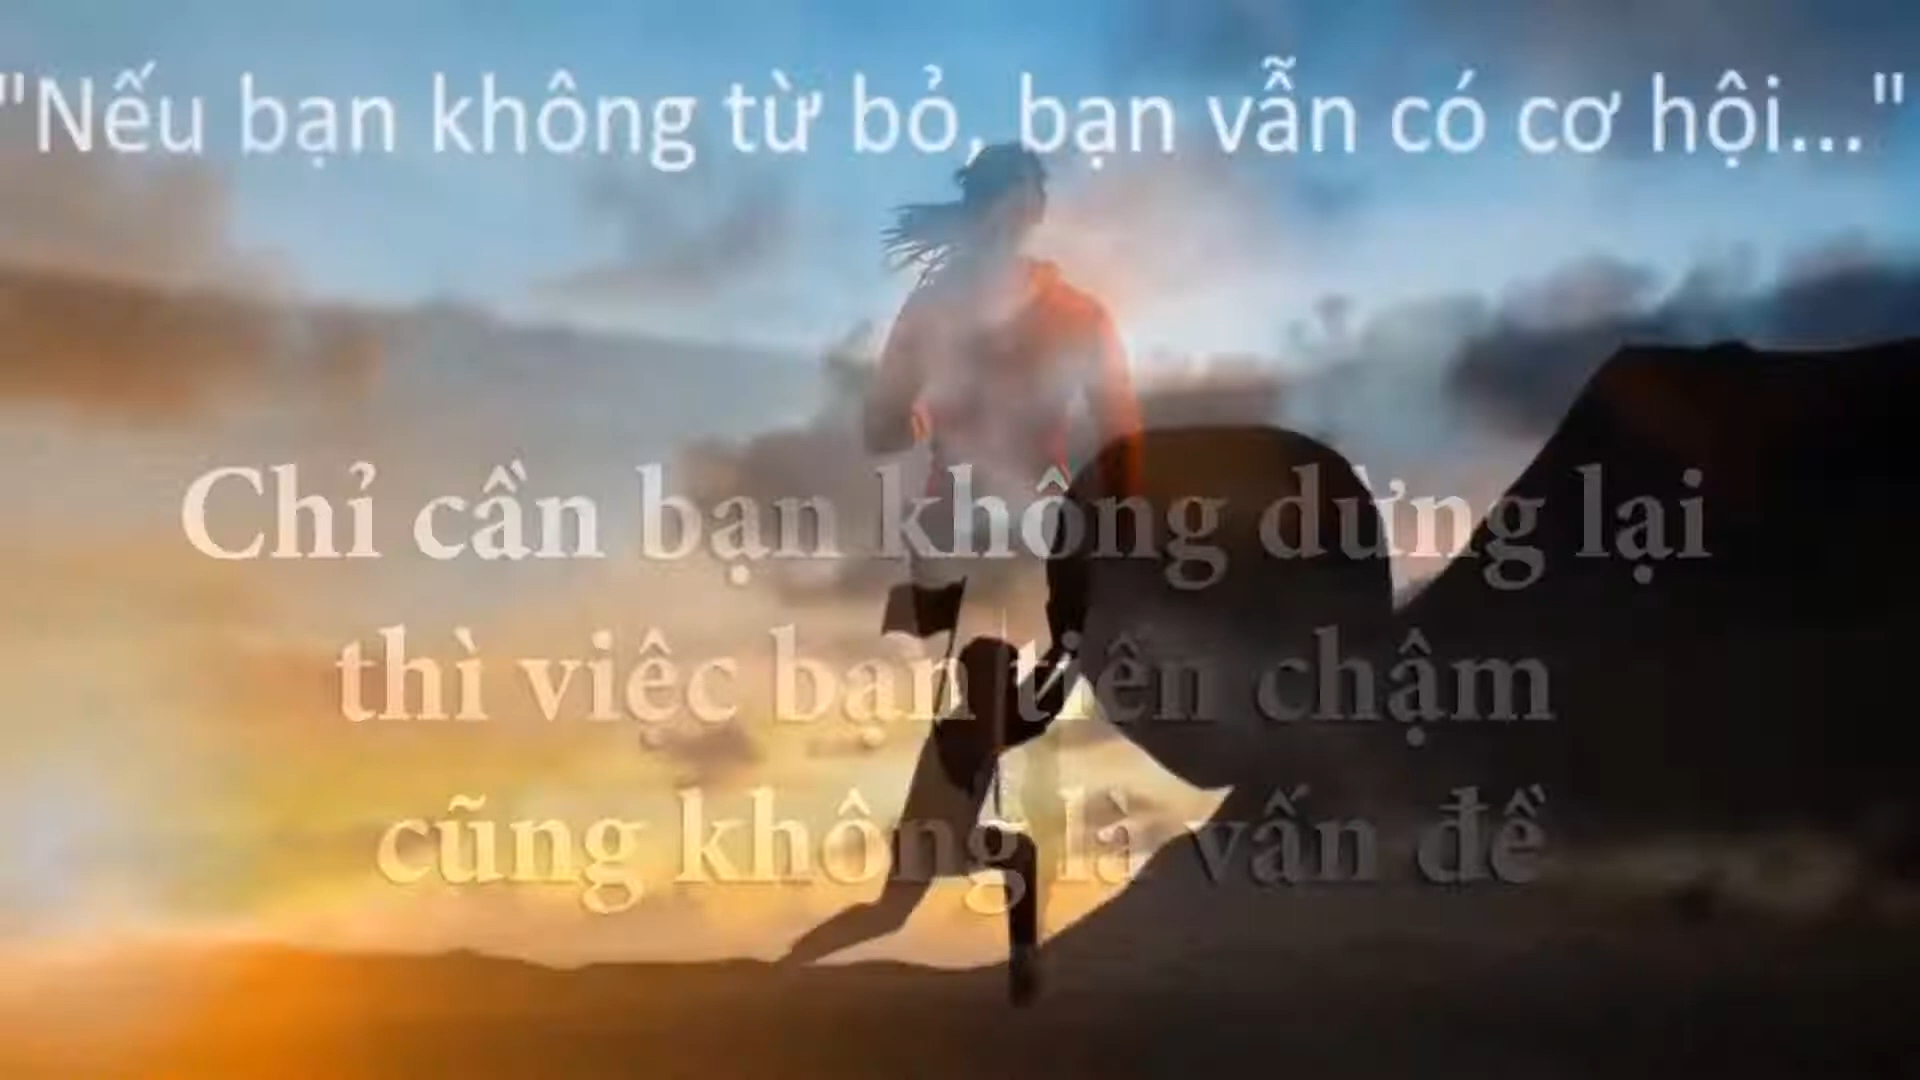 "Nếu bạn không từ bỏ, bạn vẫn có cơ hội..."
Chỉ cần bạn không dừng lại
thì việc bạn tiến chậm
cũng không là vấn đề